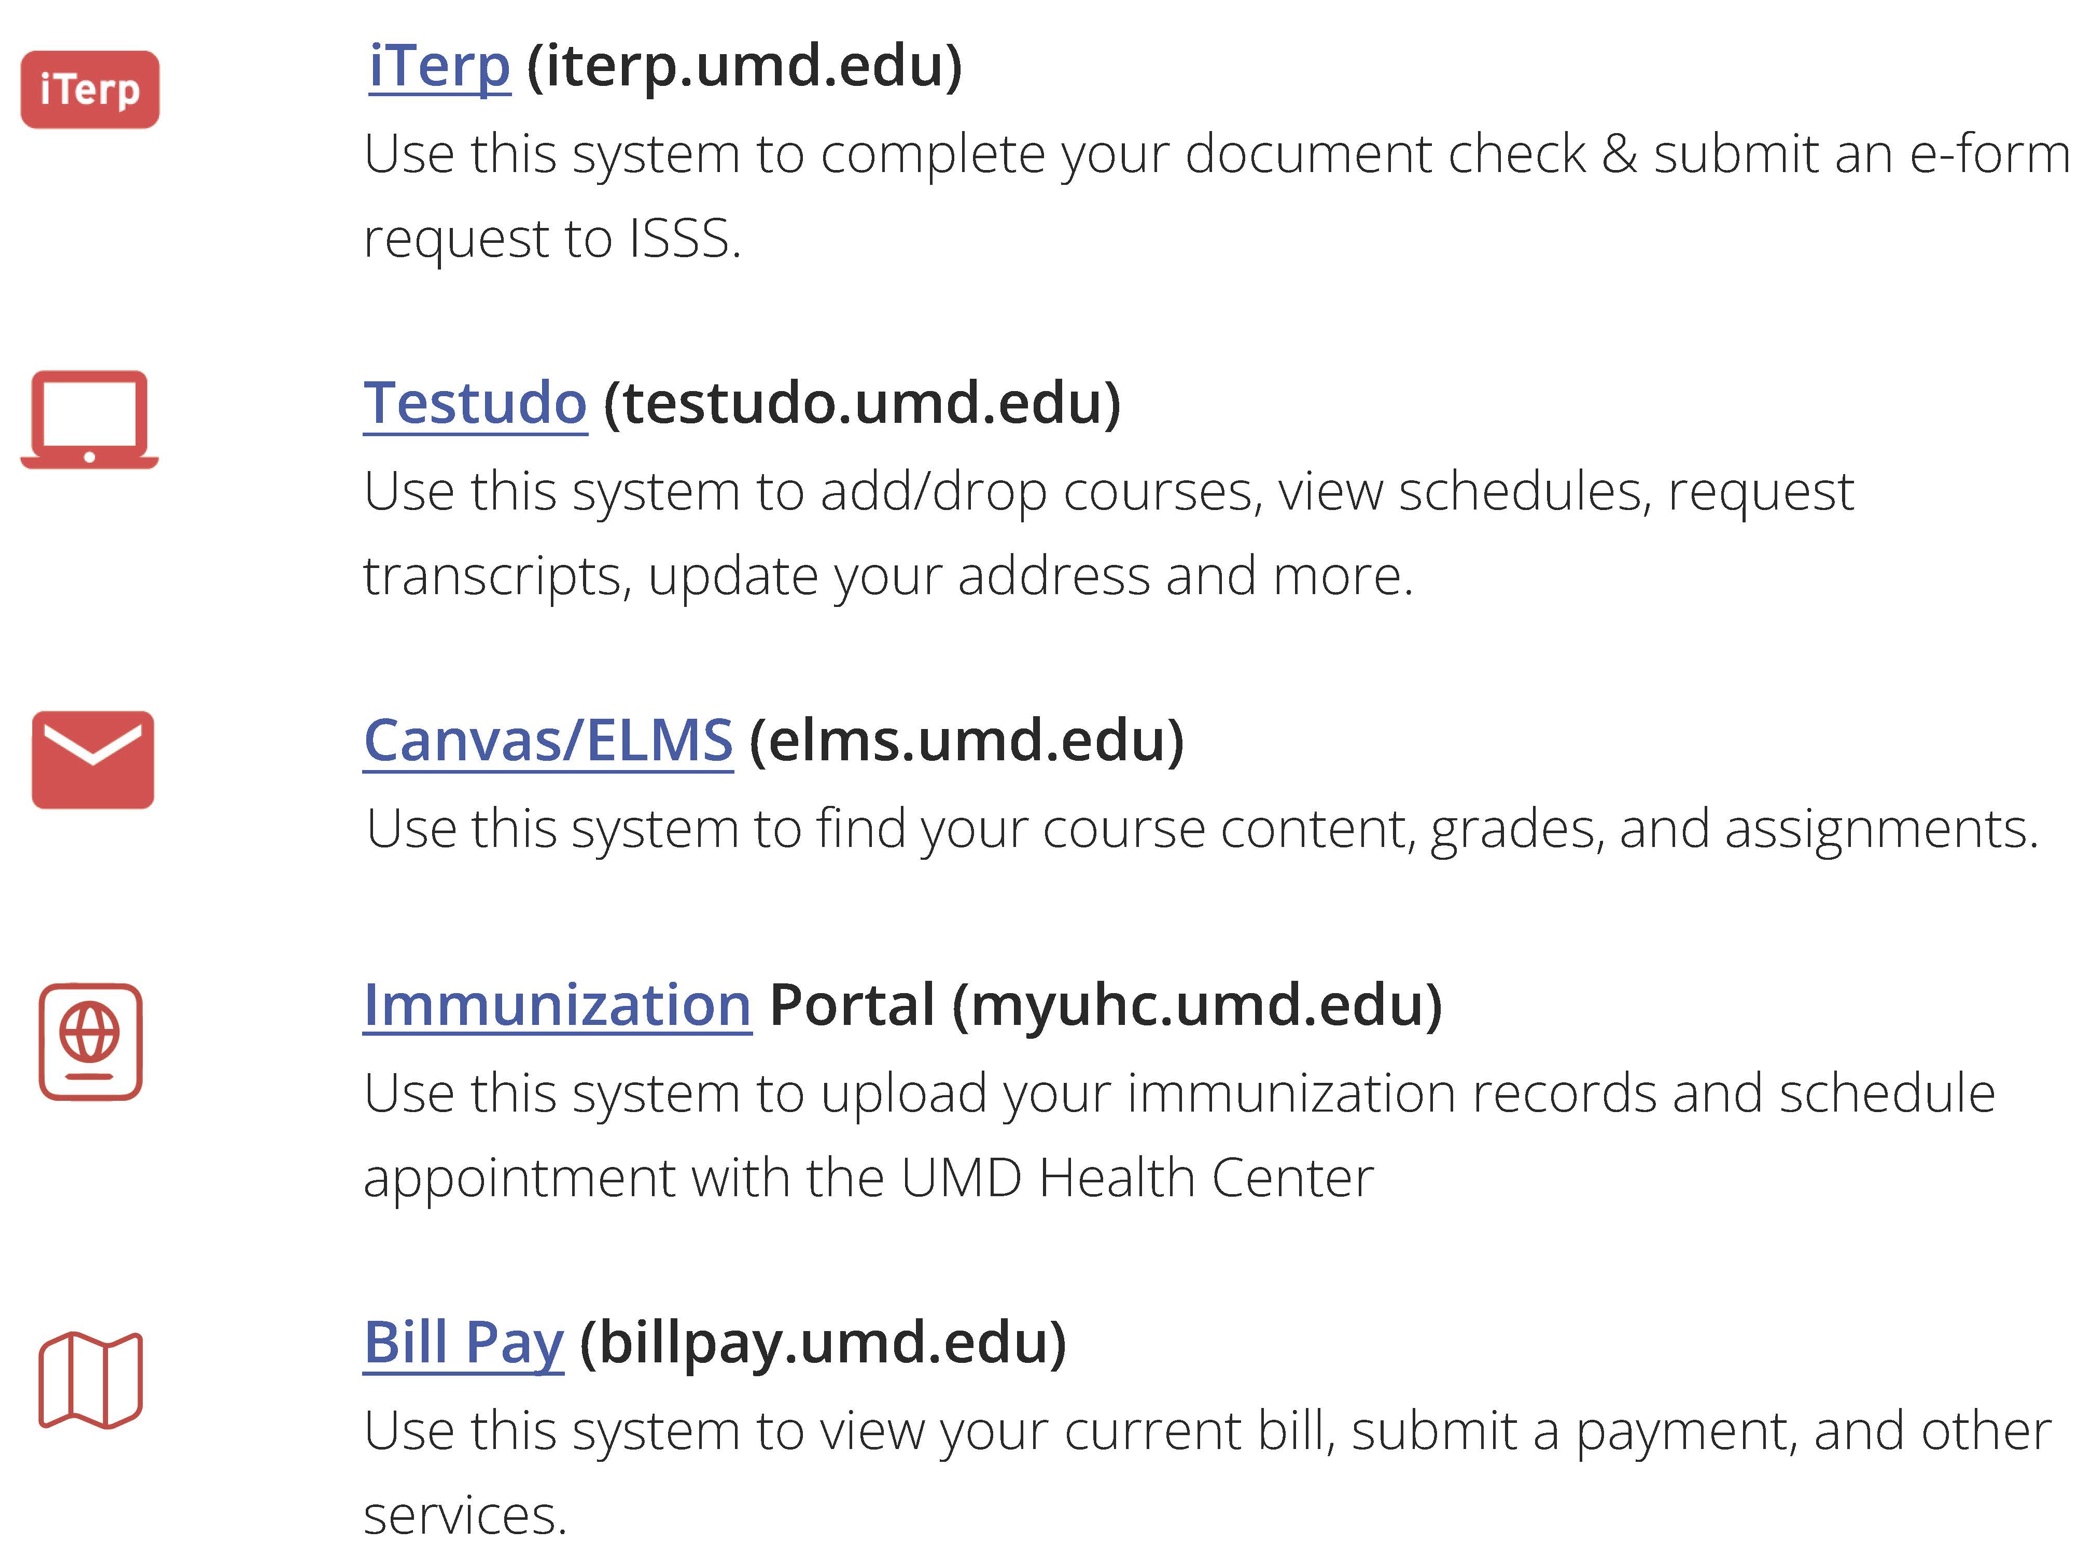 iTerp
iTerp (iterp.umd.edu)
Use this system to complete your document check & submit an e-form
request to ISSS.
Testudo (testudo.umd.edu)
Use this system to add/drop courses, view schedules, request
transcripts, update your address and more.
Canvas/ELMS (elms.umd.edu)
Use this system to find your course content, grades, and assignments.
Immunization Portal (myuhc.umd.edu)
Use this system to upload your immunization records and schedule
appointment with the UMD Health Center
Bill Pay (billpay.umd.edu)
Use this system to view your current bill, submit a payment, and other
services.